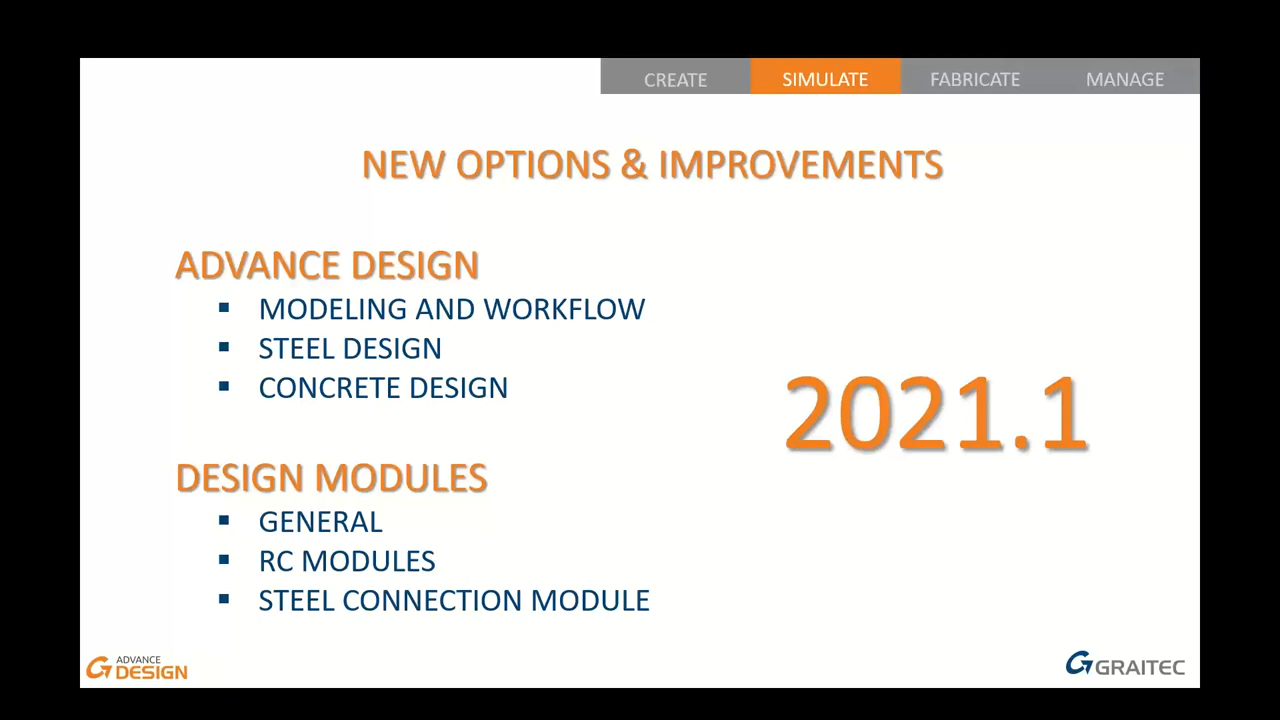 CREATE SIMULATE FABRICATE MANAGE
NEW OPTIONS & IMPROVEMENTS
ADVANCE DESIGN
▪ MODELING AND WORKFLOW
▪ STEEL DESIGN
▪ CONCRETE DESIGN
2021.1
DESIGN MODULES
▪ GENERAL
▪ RC MODULES
▪ STEEL CONNECTION MODULE
ADVANCE
DESIGN
GRAITEC